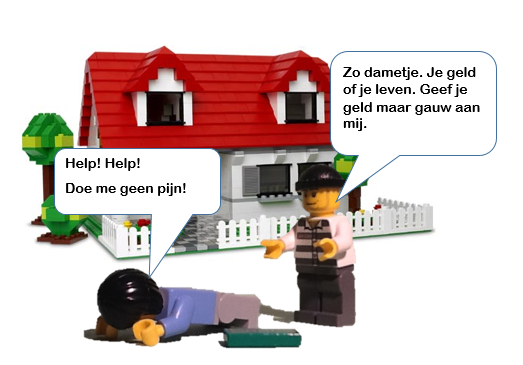 Zo dametje. Je geld
of je leven. Geef je
geld maar gauw aan
mij.
Help! Help!
Doe me geen pijn!